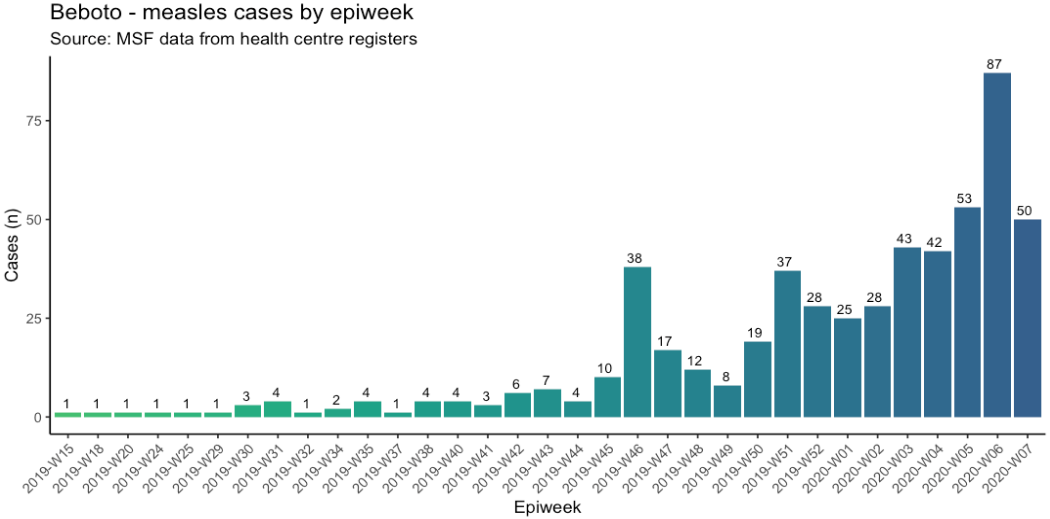 Beboto - measles cases by epiweek
Source: MSF data from health centre registers
Cases (n)
75
50
25
0
1 1 1 1 1 1 3 4 1 2 4 1 4 4 3 6 7 4 10 38 17 12 8 19 37 28 25 28 43 42 53 87 50
2019-W15 2019-W18 2019-W20 2019-W24 2019-W25 2019-W29 2019-W30 2019-W31 2019-W32 2019-W34 2019-W35 2019-W37 2019-W38 2019-W40 2019-W41 2019-W42 2019-W43 2019-W44 2019-W45 2019-W46 2019-W47 2019-W48 2019-W49 2019-W50 2019-W51 2019-W52 2020-W01 2020-W02 2020-W03 2020-W04 2020-W05 2020-W06 2020-W07
Epiweek